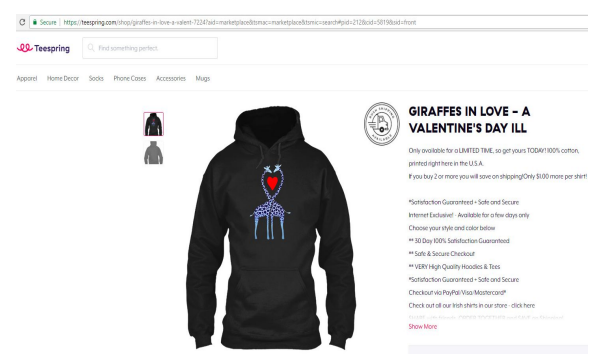 Secure | https://teespring.com/shop/giraffes-in-love-a-valent-7224?aid=marketplace&tsmac=marketplace&tsmic=search#pid=212&cid=5819&sid=front
Teespring
Find something perfect.
Apparel Home Decor Socks Phone Cases Accessories Mugs
RUSH SHIPPING
AVAILABLE
GIRAFFES IN LOVE – A
VALENTINE'S DAY ILL
Only available for a LIMITED TIME, so get yours TODAY! 100% cotton,
printed right here in the U.S.A.
If you buy 2 or more you will save on shipping!Only $1.00 more per shirt!
*Satisfaction Guaranteed + Safe and Secure
Internet Exclusive! - Available for a few days only
Choose your style and color below
** 30 Day 100% Satisfaction Guaranteed
** Safe & Secure Checkout
** VERY High Quality Hoodies & Tees
*Satisfaction Guaranteed + Safe and Secure
Checkout via PayPal/Visa/Mastercard*
Check out all our Irish shirts in our store - click here
Show More